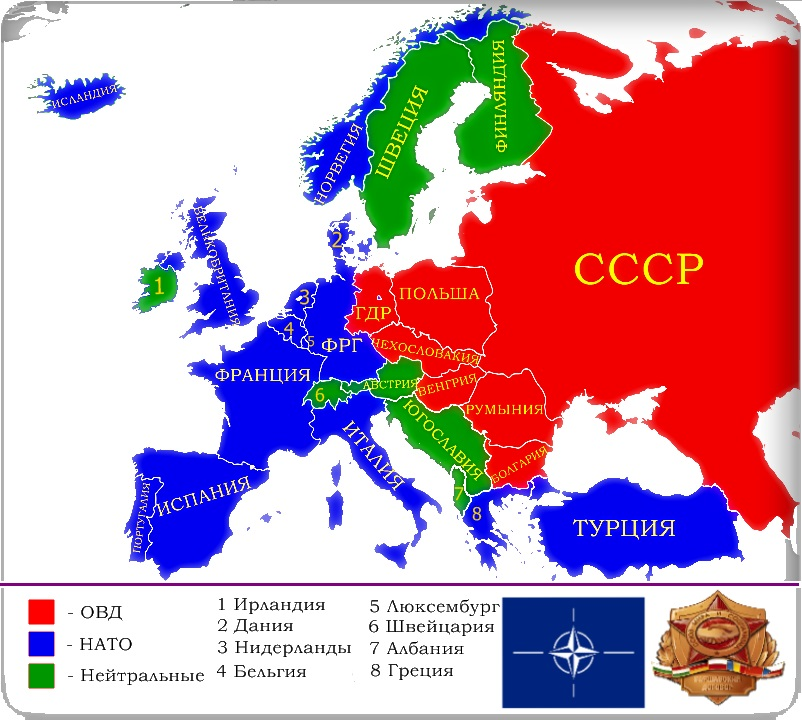 ИСЛАНДИЯ
НОРВЕГИЯ
ШВЕЦИЯ
ФИНЛЯНДИЯ
ВЕЛИКОБРИТАНИЯ
2
1
СССР
3
ПОЛЬША
ГДР
4
5
ФРГ
ЧЕХОСЛОВАКИЯ
ФРАНЦИЯ
6
АВСТРИЯ
ВЕНГРИЯ
РУМЫНИЯ
ЮГОСЛАВИЯ
ИТАЛИЯ
БОЛГАРИЯ
ПОРТУГАЛИЯ
ИСПАНИЯ
7
8
ТУРЦИЯ
- ОВД
- НАТО
- Нейтральные
1 Ирландия
2 Дания
3 Нидерланды
4 Бельгия
5 Люксембург
6 Швейцария
7 Албания
8 Греция